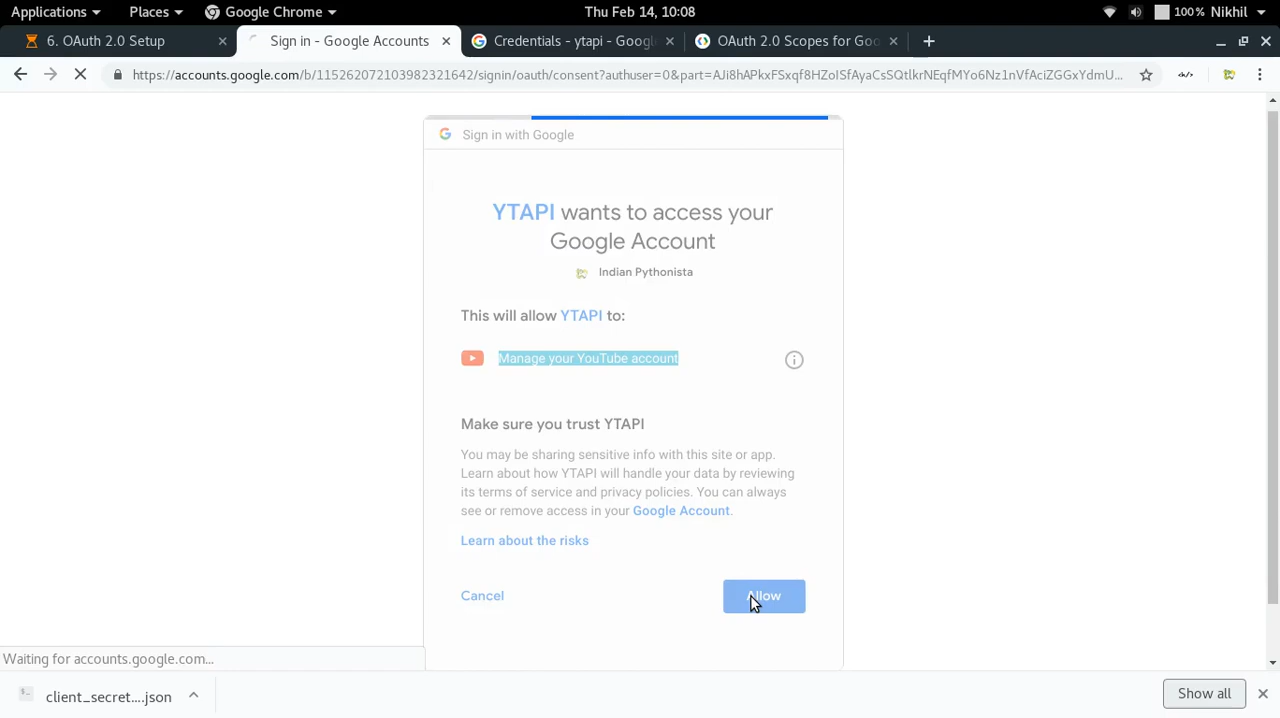 Applications Places Google Chrome Thu Feb 14, 10:08 100% Nikhil
6. OAuth 2.0 Setup Sign in - Google Accounts Credentials - ytapi - Googl OAuth 2.0 Scopes for Goo
https://accounts.google.com/b/115262072103982321642/signin/oauth/consent?authuser=0&part=AJi8hAPkxFSxqf8HZoISfAyaCsSQtlkrNEqfMYo6Nz1nVfAciZGGxYdmU...
Sign in with Google
YTAPI wants to access your
Google Account
Indian Pythonista
This will allow YTAPI to:
Manage your YouTube account
Make sure you trust YTAPI
You may be sharing sensitive info with this site or app.
Learn about how YTAPI will handle your data by reviewing
its terms of service and privacy policies. You can always
see or remove access in your Google Account.
Learn about the risks
Cancel Allow
Waiting for accounts.google.com...
client_secret....json Show all